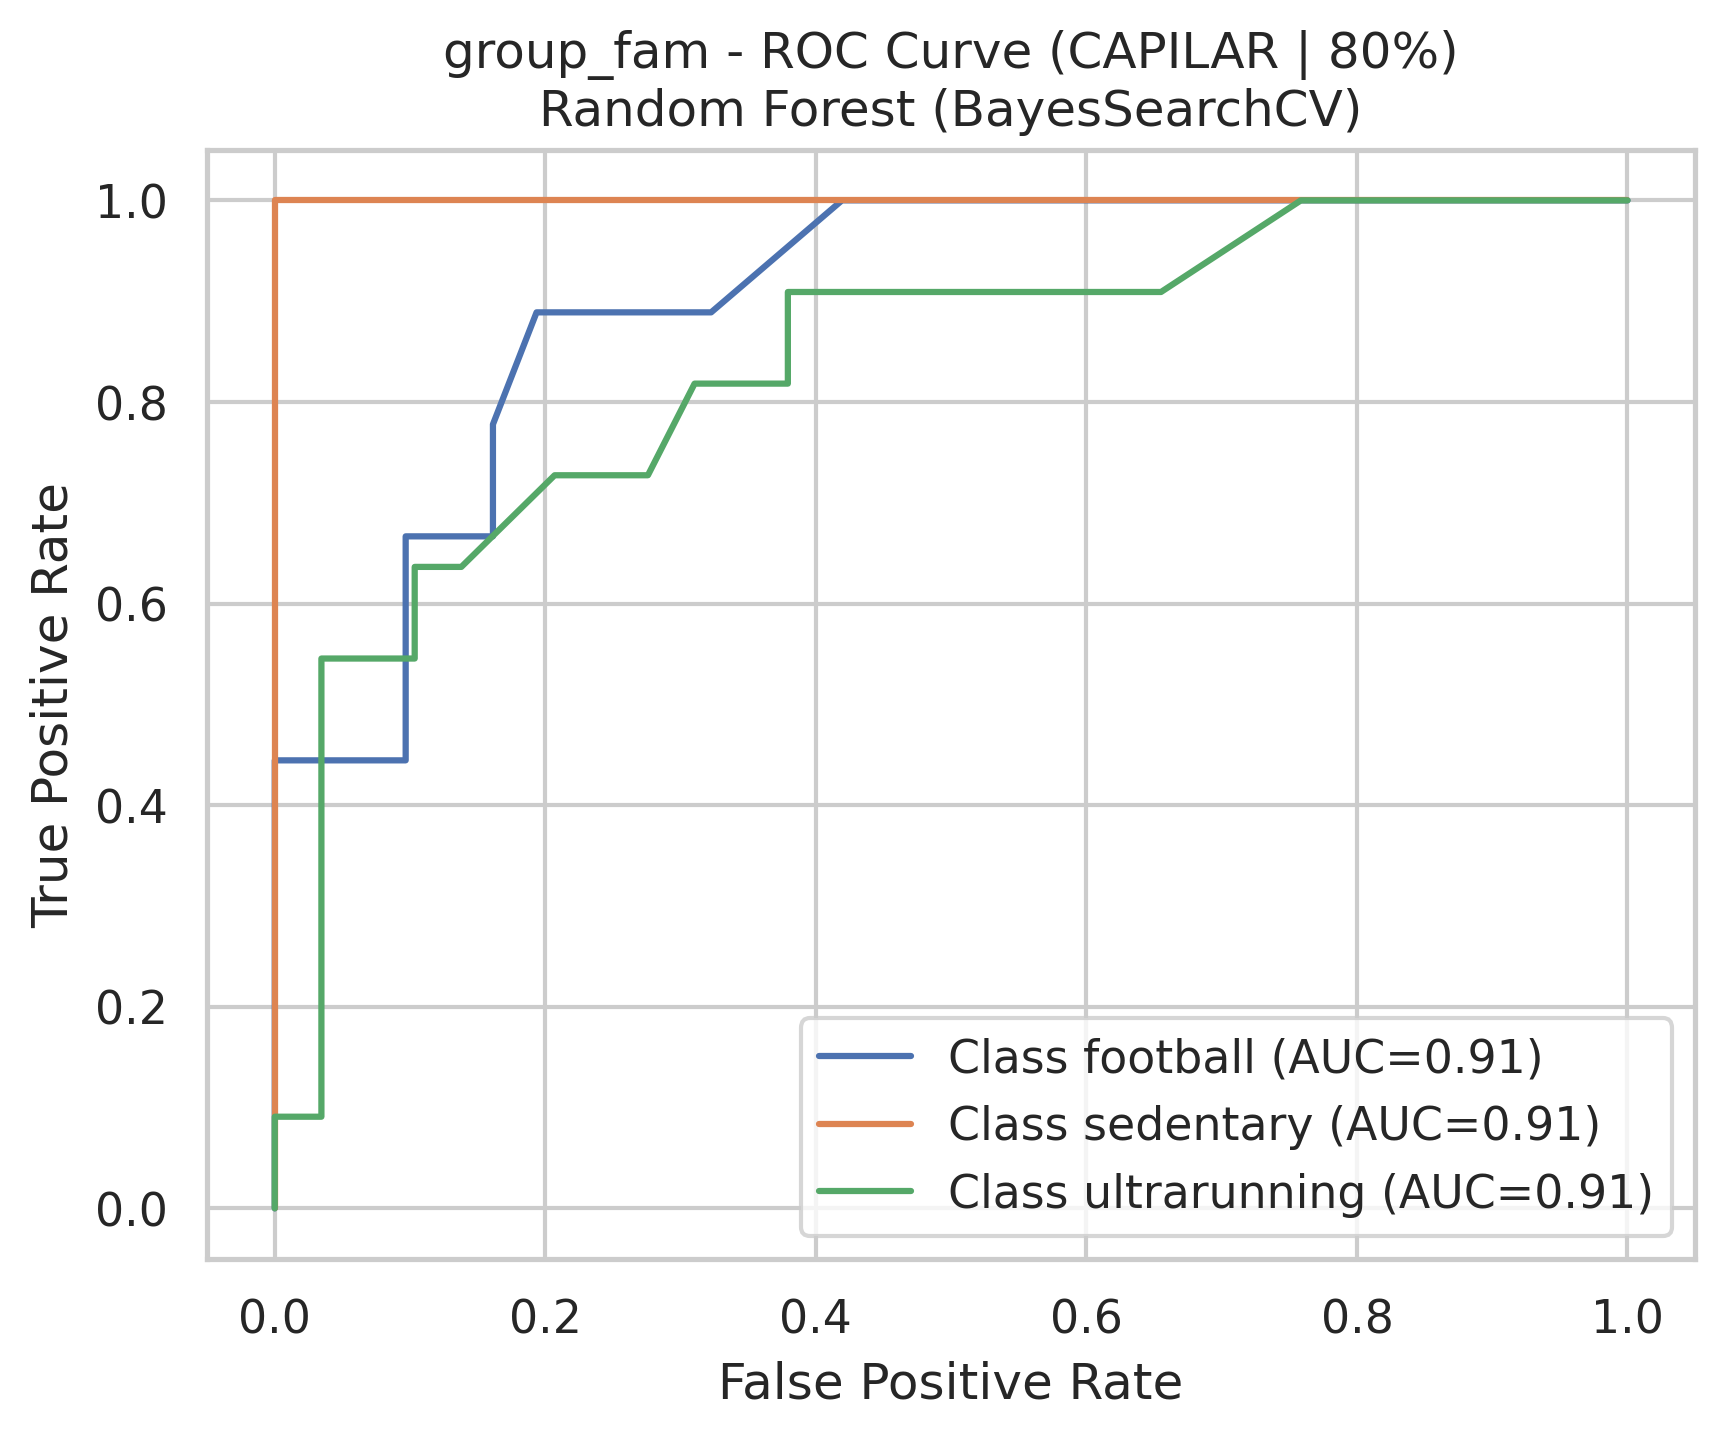 group_fam - ROC Curve (CAPILAR | 80%)
Random Forest (BayesSearchCV)
True Positive Rate
1.0
0.8
0.6
0.4
0.2
0.0
Class football (AUC=0.91)
Class sedentary (AUC=0.91)
Class ultrarunning (AUC=0.91)
0.0 0.2 0.4 0.6 0.8 1.0
False Positive Rate